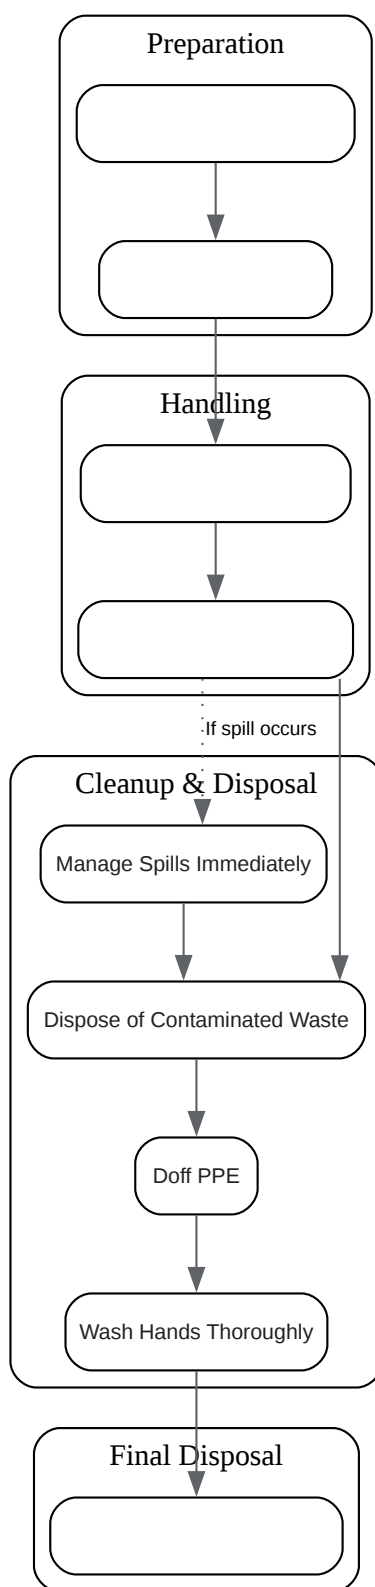 Preparation
Handling
If spill occurs
Cleanup & Disposal
Manage Spills Immediately
Dispose of Contaminated Waste
Doff PPE
Wash Hands Thoroughly
Final Disposal